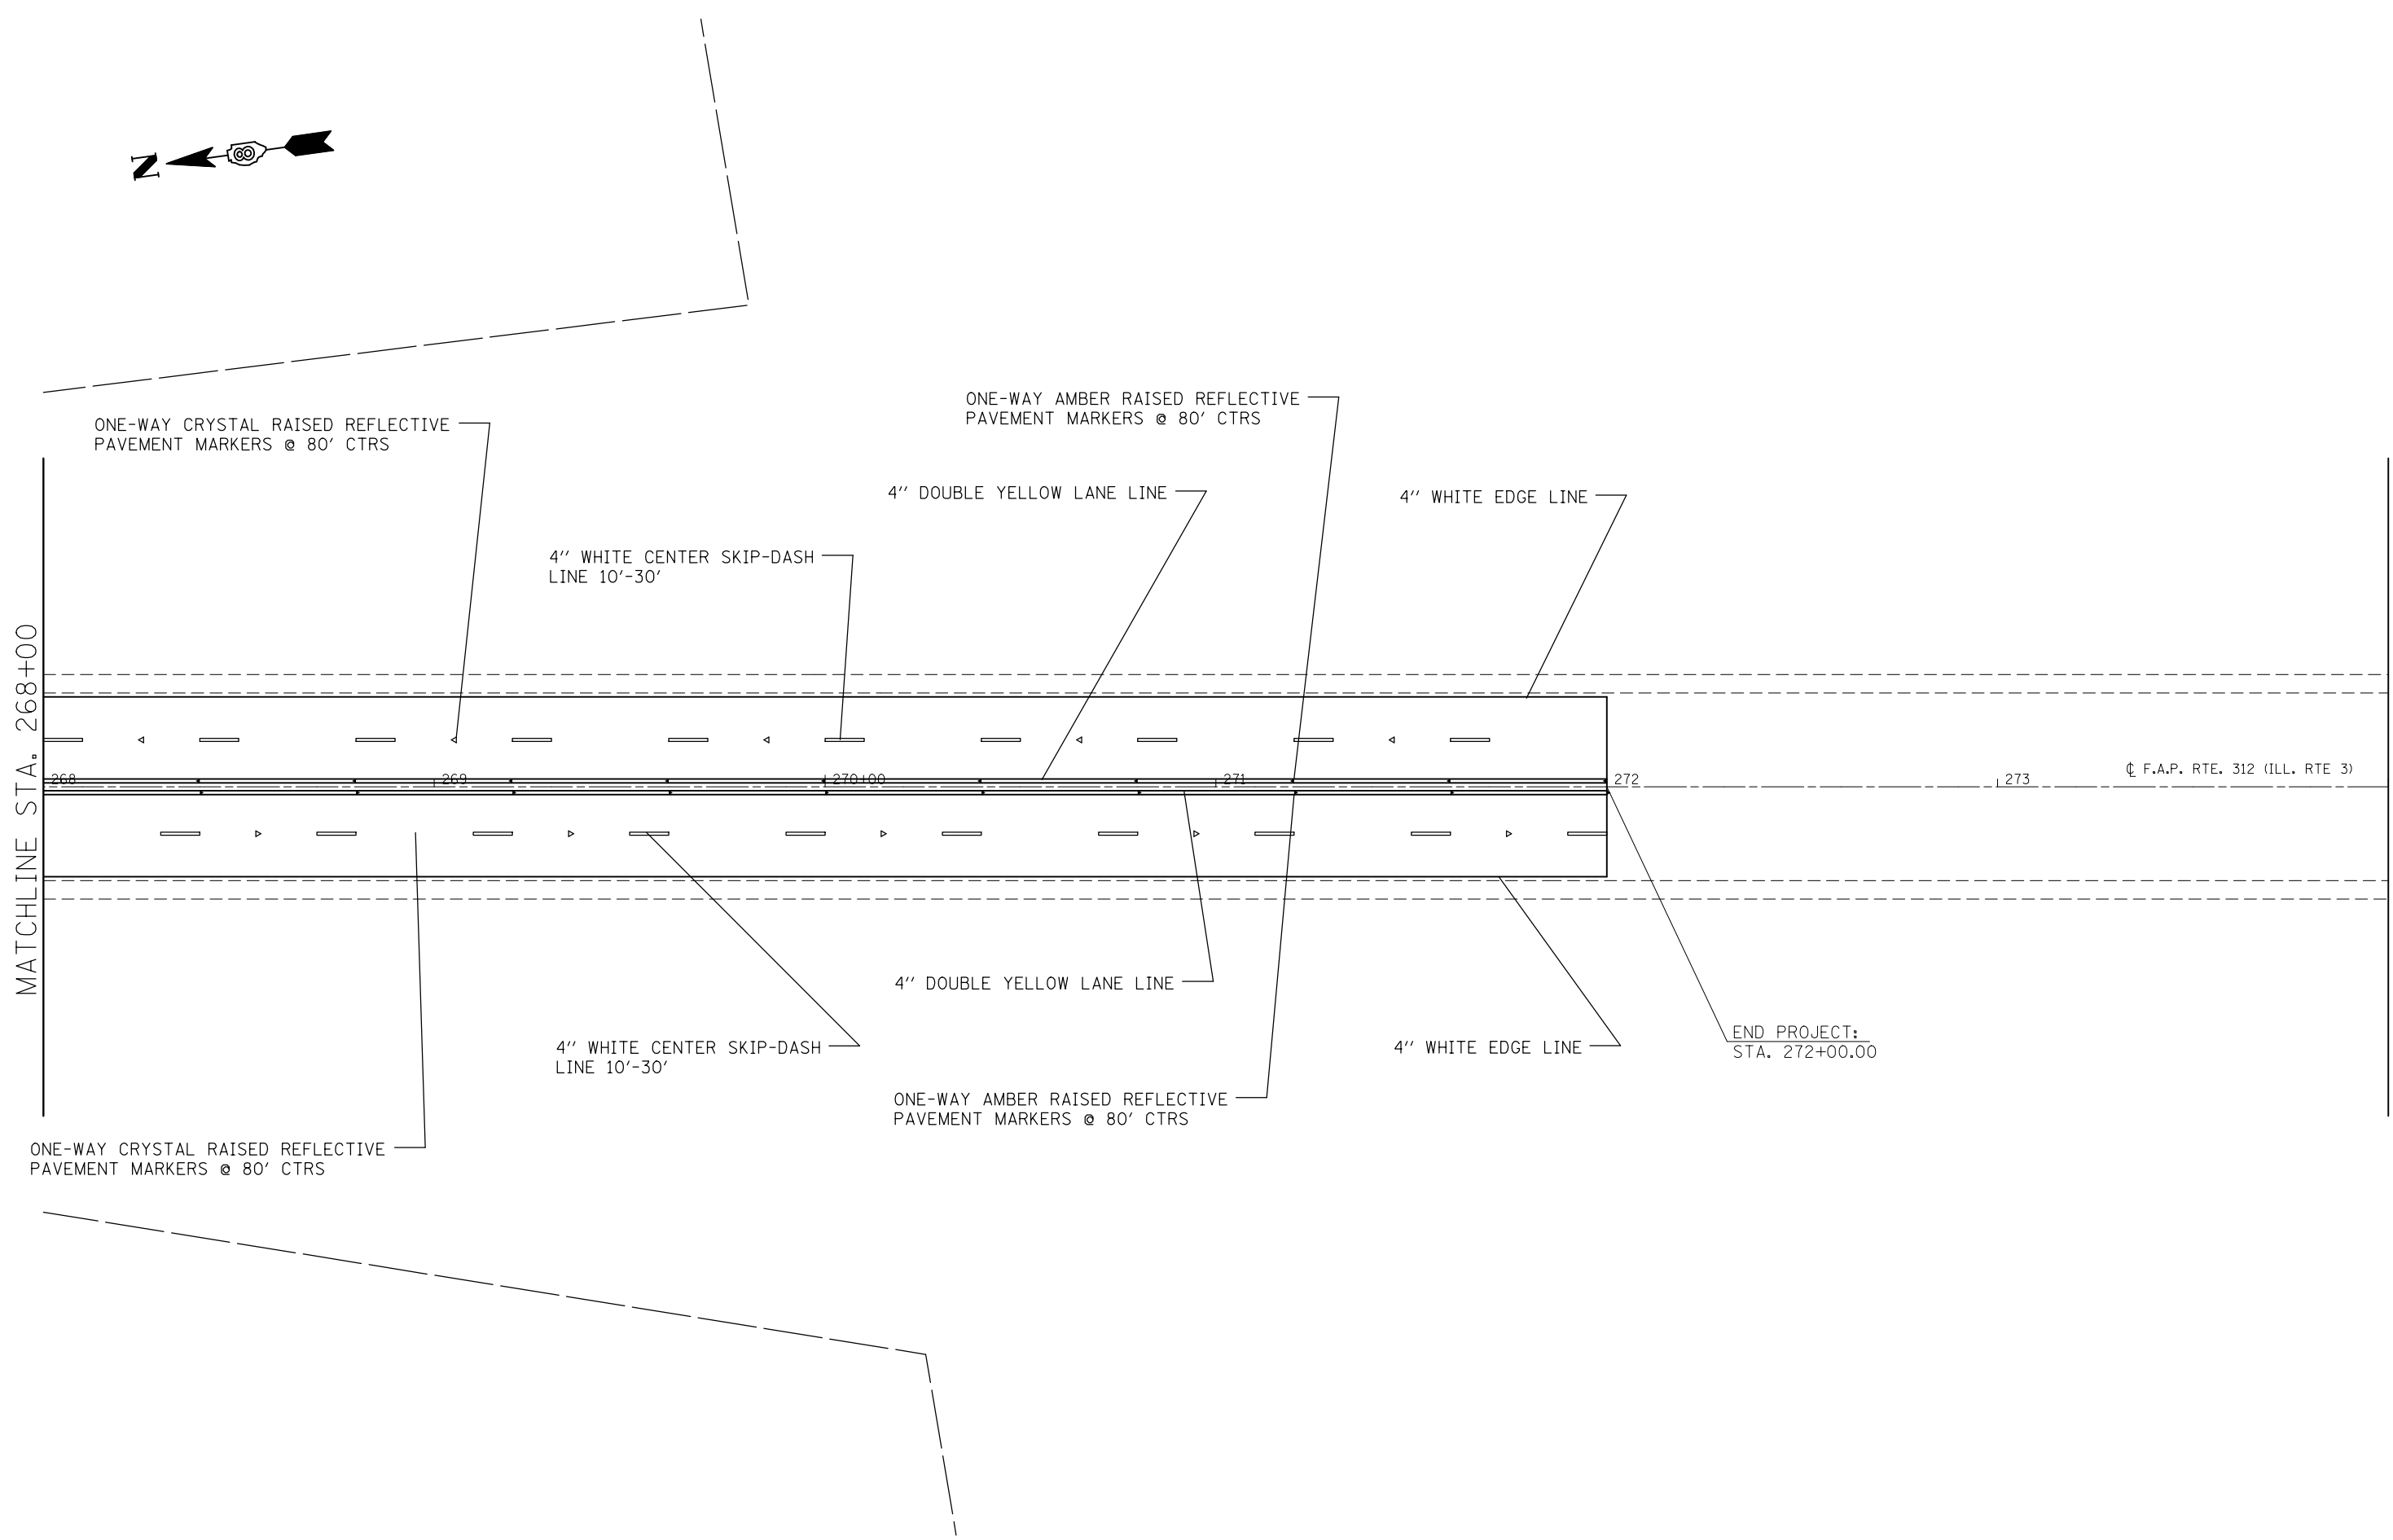 N
ONE-WAY AMBER RAISED REFLECTIVE
PAVEMENT MARKERS @ 80' CTRS
ONE-WAY CRYSTAL RAISED REFLECTIVE
PAVEMENT MARKERS @ 80' CTRS
4'' DOUBLE YELLOW LANE LINE
4'' WHITE EDGE LINE
4'' WHITE CENTER SKIP-DASH
LINE 10'-30'
MATCHLINE STA. 268+00
268
269
270+00
271
272
273
℄ F.A.P. RTE. 312 (ILL. RTE 3)
4'' DOUBLE YELLOW LANE LINE
END PROJECT:
STA. 272+00.00
4'' WHITE CENTER SKIP-DASH
LINE 10'-30'
4'' WHITE EDGE LINE
ONE-WAY AMBER RAISED REFLECTIVE
PAVEMENT MARKERS @ 80' CTRS
ONE-WAY CRYSTAL RAISED REFLECTIVE
PAVEMENT MARKERS @ 80' CTRS